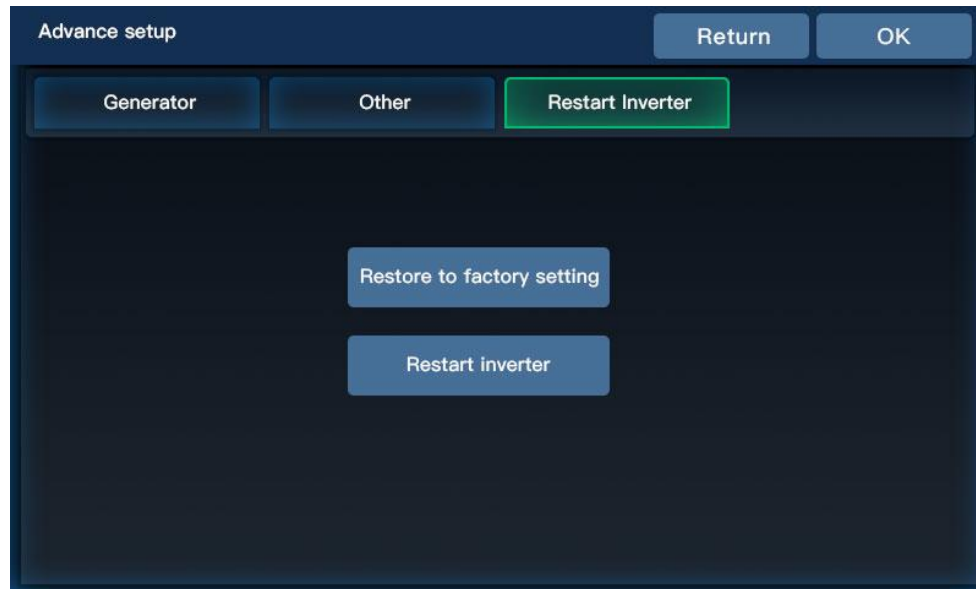 Advance setup
Return
OK
Generator
Other
Restart Inverter
Restore to factory setting
Restart inverter